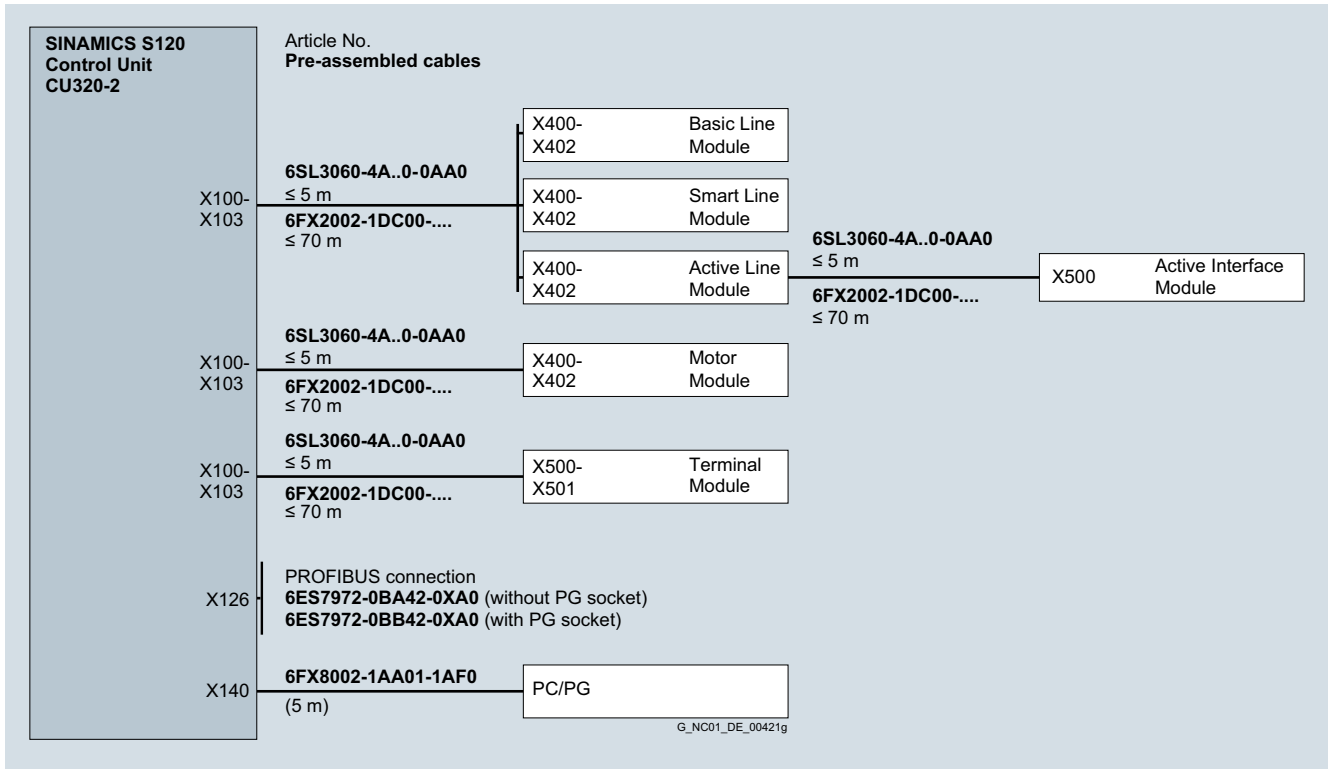 SINAMICS S120
Control Unit
CU320-2
Article No.
Pre-assembled cables
X100-
X103
6SL3060-4A..0-0AA0
≤ 5 m
6FX2002-1DC00-....
≤ 70 m
X400-
X402
Basic Line
Module
X400-
X402
Smart Line
Module
X400-
X402
Active Line
Module
6SL3060-4A..0-0AA0
≤ 5 m
6FX2002-1DC00-....
≤ 70 m
X500
Active Interface
Module
X100-
X103
6SL3060-4A..0-0AA0
≤ 5 m
6FX2002-1DC00-....
≤ 70 m
X400-
X402
Motor
Module
X100-
X103
6SL3060-4A..0-0AA0
≤ 5 m
6FX2002-1DC00-....
≤ 70 m
X500-
X501
Terminal
Module
X126
PROFIBUS connection
6ES7972-0BA42-0XA0 (without PG socket)
6ES7972-0BB42-0XA0 (with PG socket)
X140
6FX8002-1AA01-1AF0
(5 m)
PC/PG
G_NC01_DE_00421g